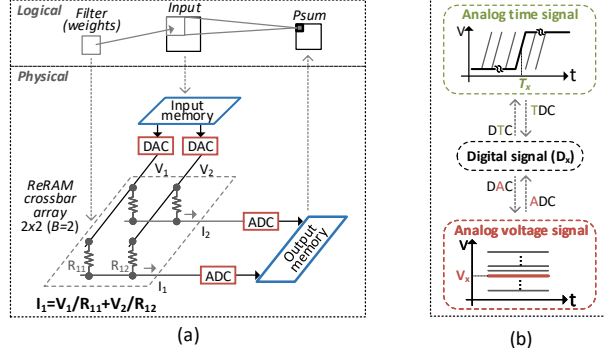 Logical
Filter
(weights)
Input
Psum
Physical
Input
memory
DAC
DAC
V1
V2
ReRAM
crossbar
array
2x2 (B=2)
I2
ADC
R11
R12
I1
ADC
Output
memory
I1=V1/R11+V2/R12
(a)
Analog time signal
V
t
Tx
DTC
TDC
Digital signal (Dx)
DAC
ADC
Analog voltage signal
V
Vx
t
(b)